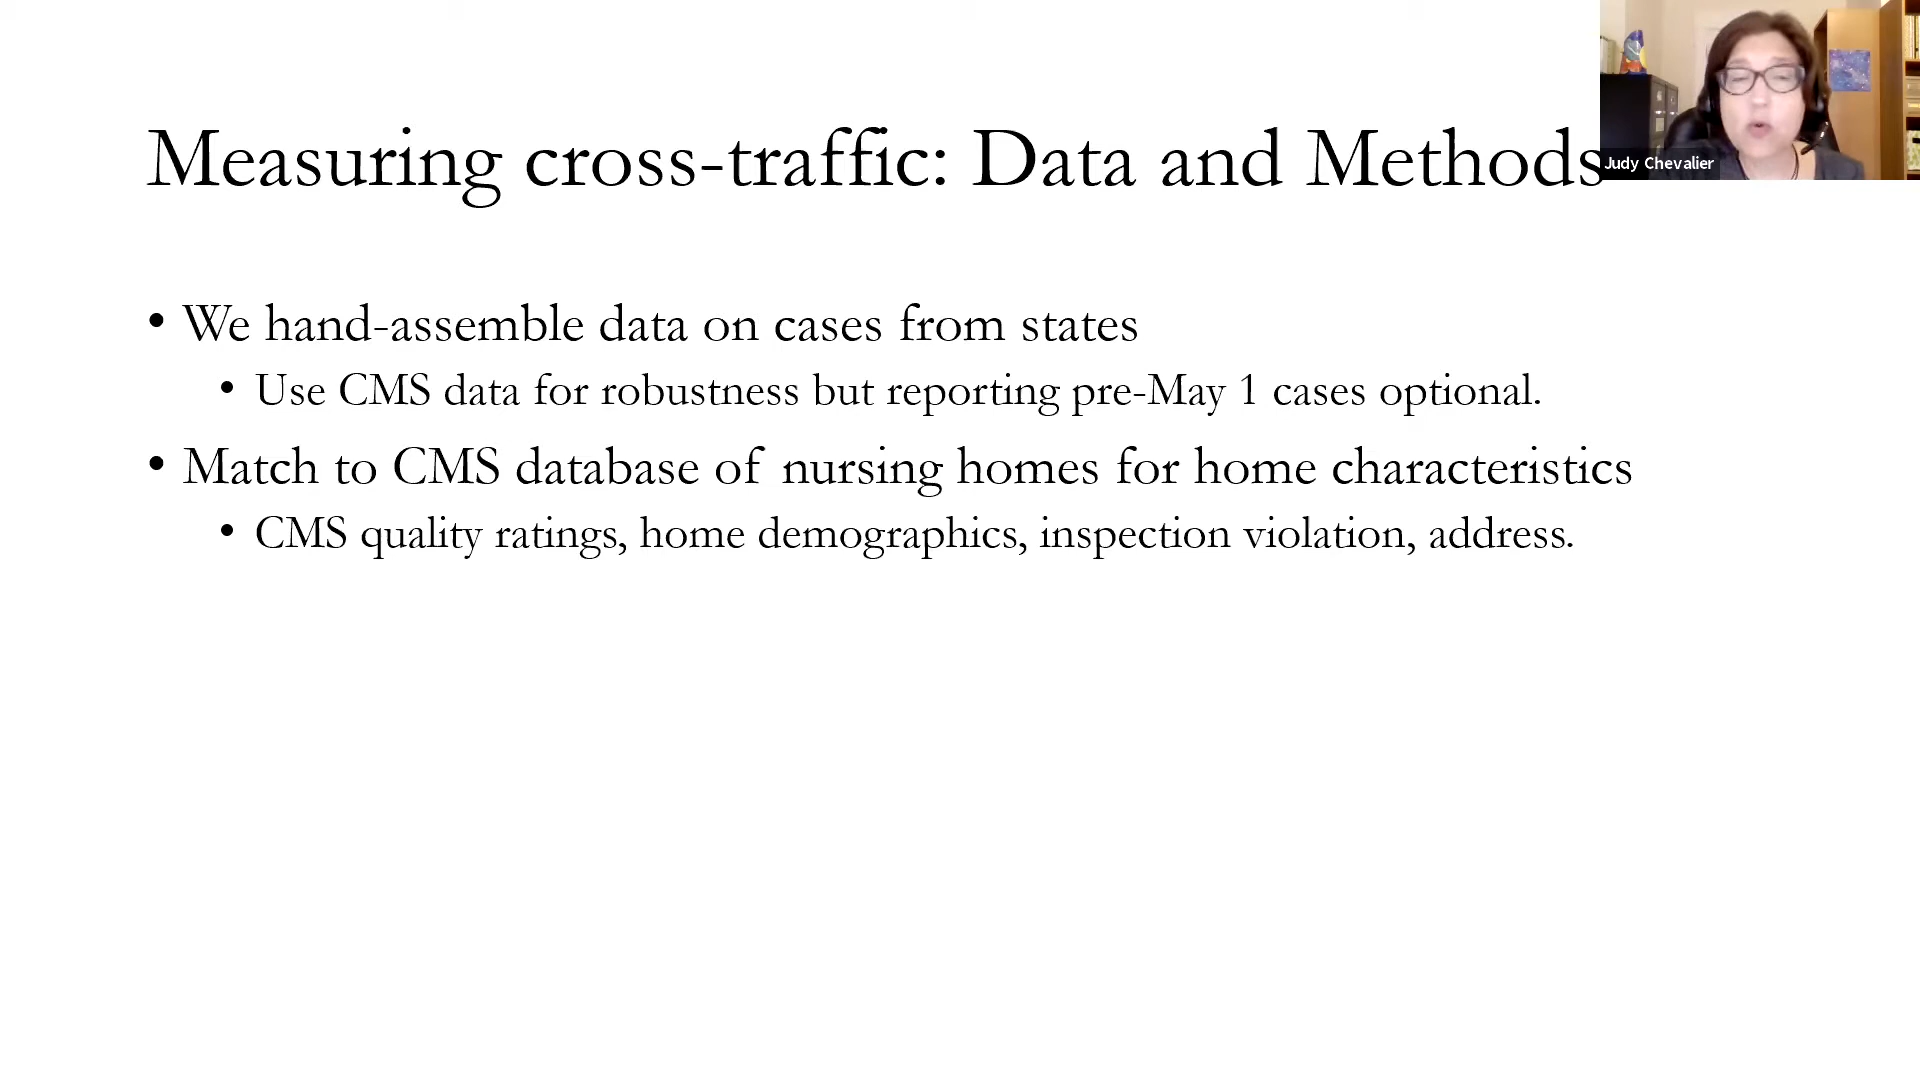 Measuring cross-traffic: Data and Methods
Judy Chevalier
• We hand-assemble data on cases from states
• Use CMS data for robustness but reporting pre-May 1 cases optional.
• Match to CMS database of nursing homes for home characteristics
• CMS quality ratings, home demographics, inspection violation, address.